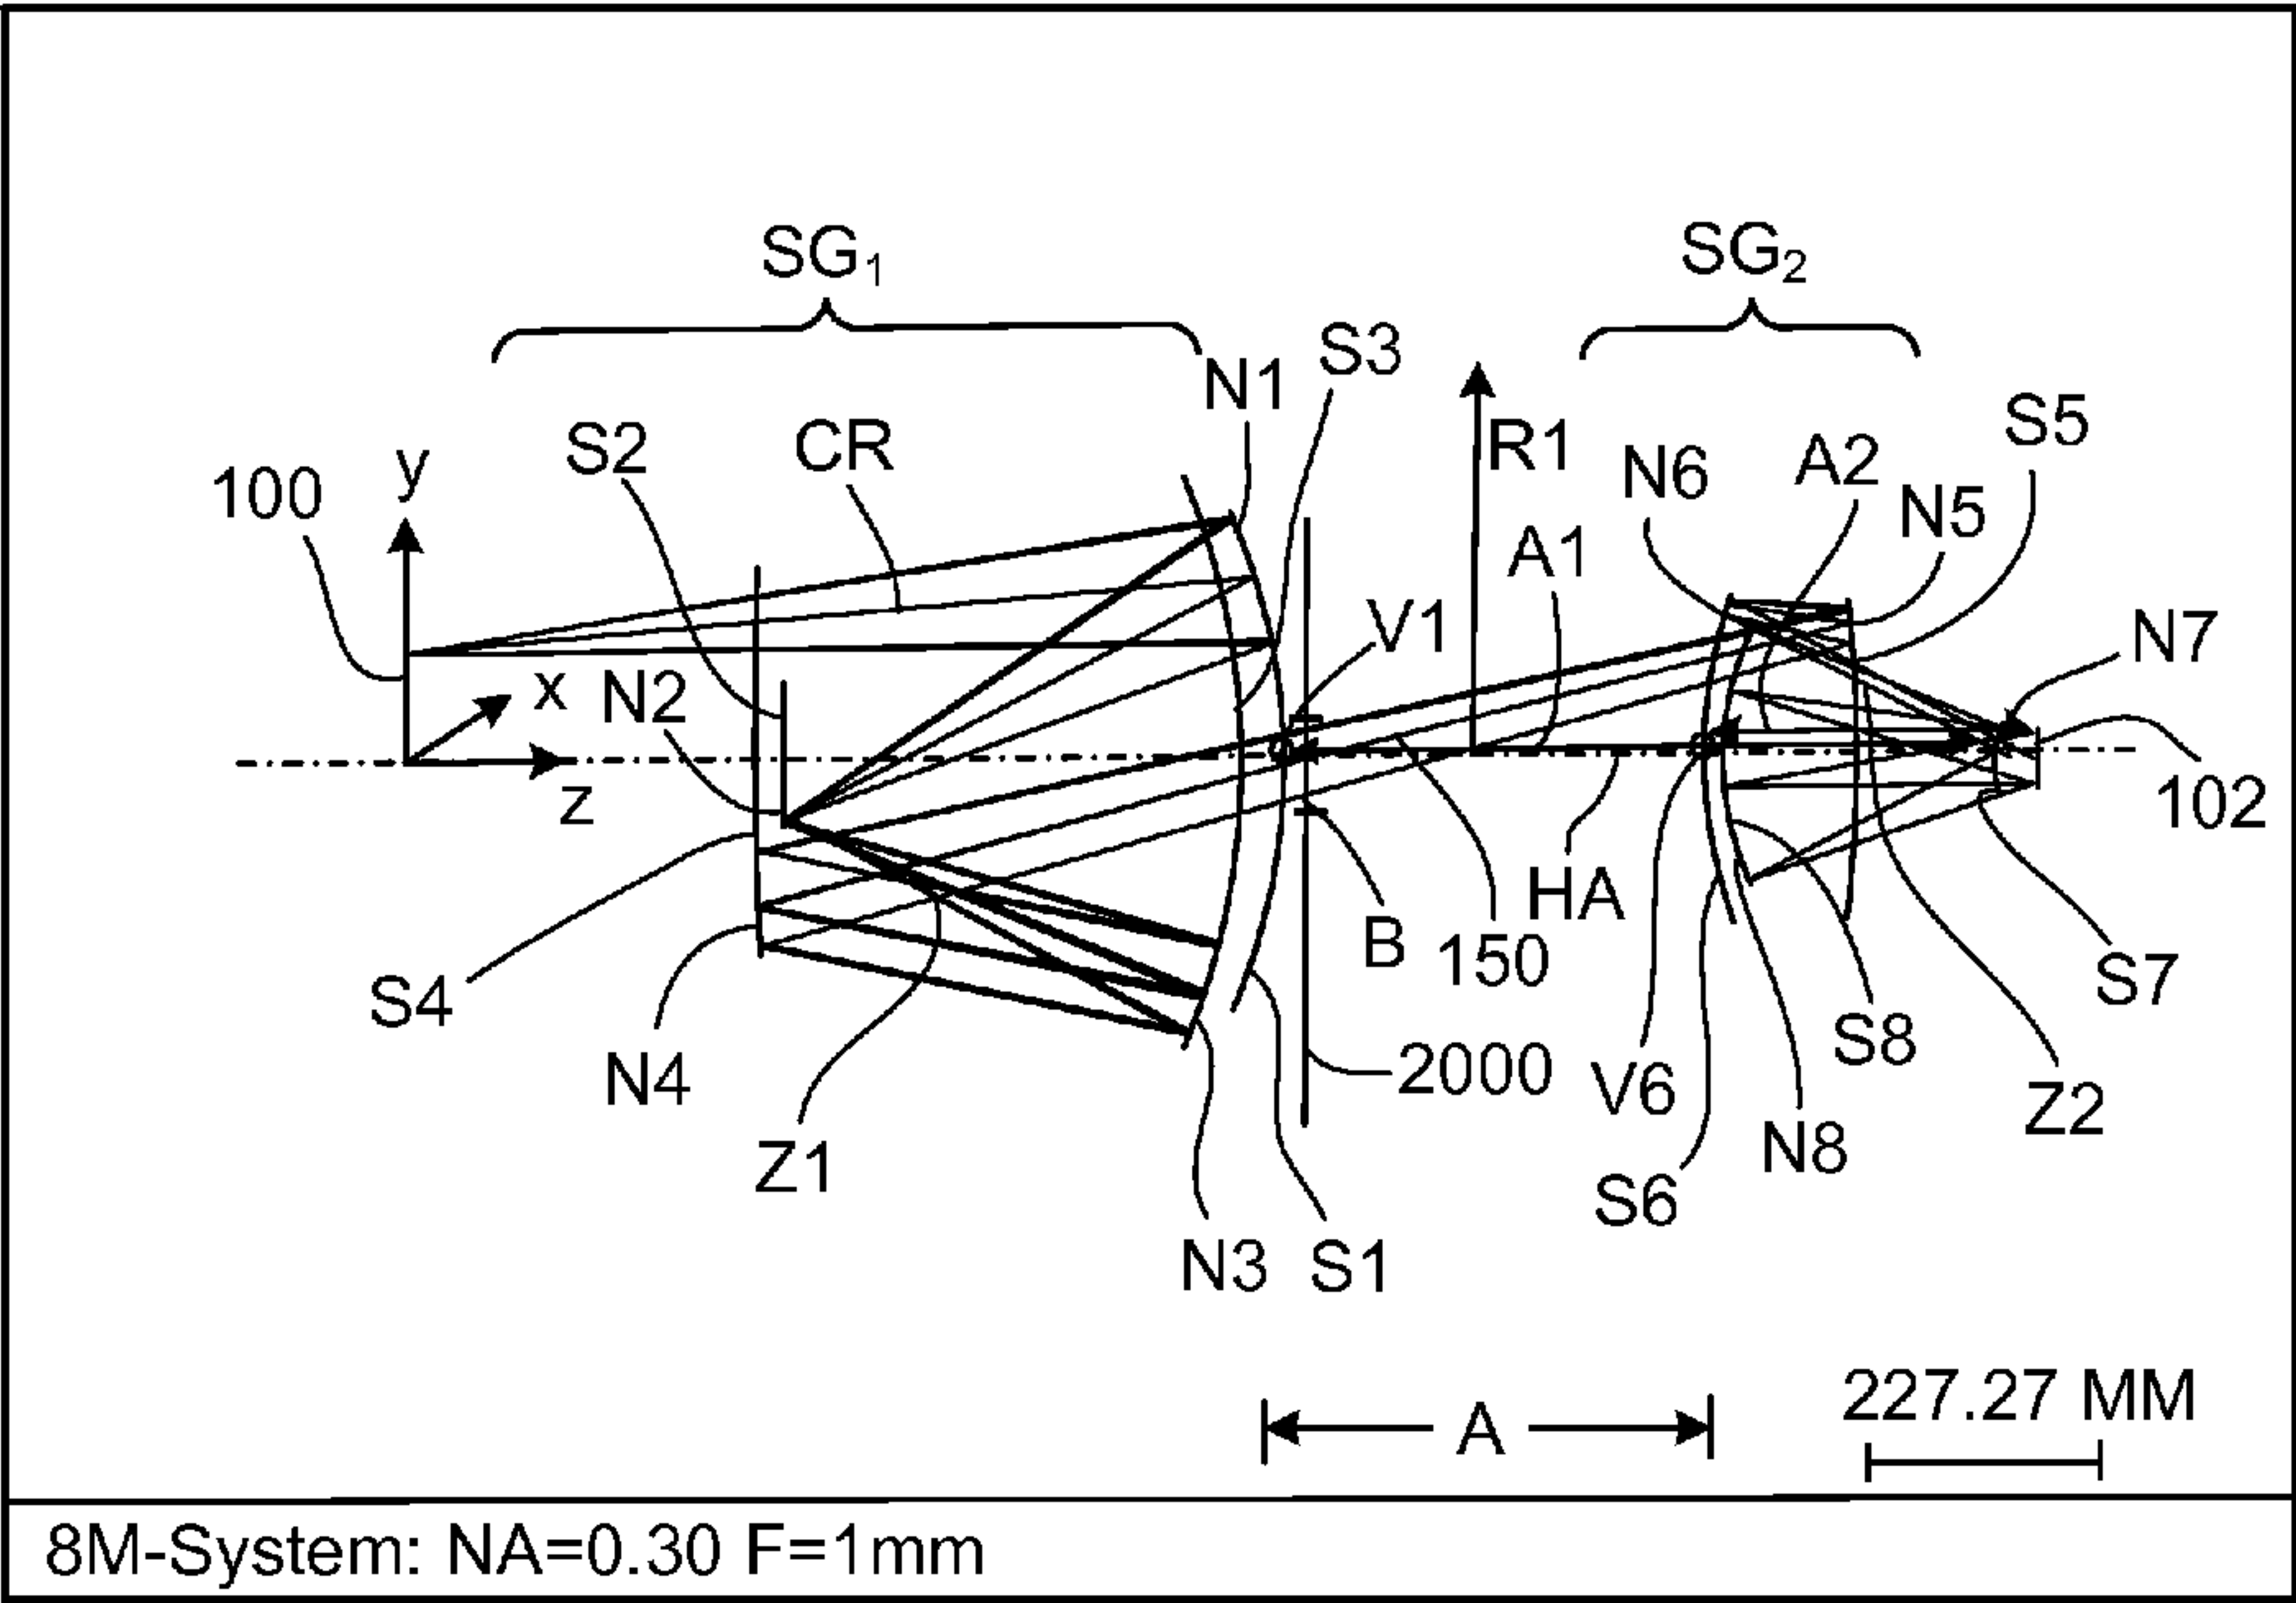 SG1
SG2
N1
S3
S2
CR
R1
S5
100
y
N6
A2
N5
A1
V1
N7
x
N2
z
102
S4
B
150
HA
S7
N4
2000
S8
V6
Z2
Z1
N8
S6
N3
S1
A
227.27 MM
8M-System: NA=0.30 F=1mm